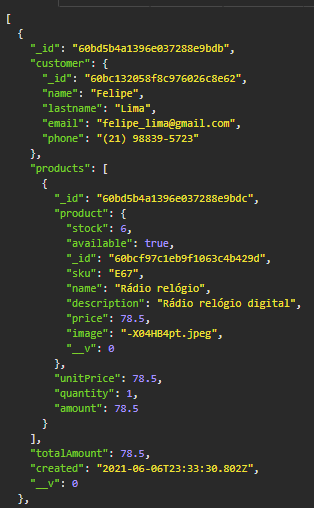 [
{
"_id": "60bd5b4a1396e037288e9bdb",
"customer": {
"_id": "60bc132058f8c976026c8e62",
"name": "Felipe",
"lastname": "Lima",
"email": "felipe_lima@gmail.com",
"phone": "(21) 98839-5723"
},
"products": [
{
"_id": "60bd5b4a1396e037288e9bdc",
"product": {
"stock": 6,
"available": true,
"_id": "60bcf97c1eb9f1063c4b429d",
"sku": "E67",
"name": "Rádio relógio",
"description": "Rádio relógio digital",
"price": 78.5,
"image": "-X04HB4pt.jpeg",
"__v": 0
},
"unitPrice": 78.5,
"quantity": 1,
"amount": 78.5
}
],
"totalAmount": 78.5,
"created": "2021-06-06T23:33:30.802Z",
"__v": 0
},